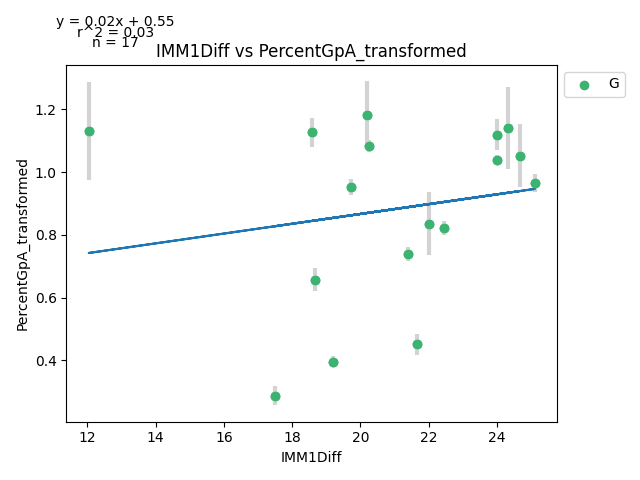 y = 0.02x + 0.55
r^2 = 0.03
n = 17
IMM1Diff vs PercentGpA_transformed
G
PercentGpA_transformed
1.2
1.0
0.8
0.6
0.4
12 14 16 18 20 22 24
IMM1Diff